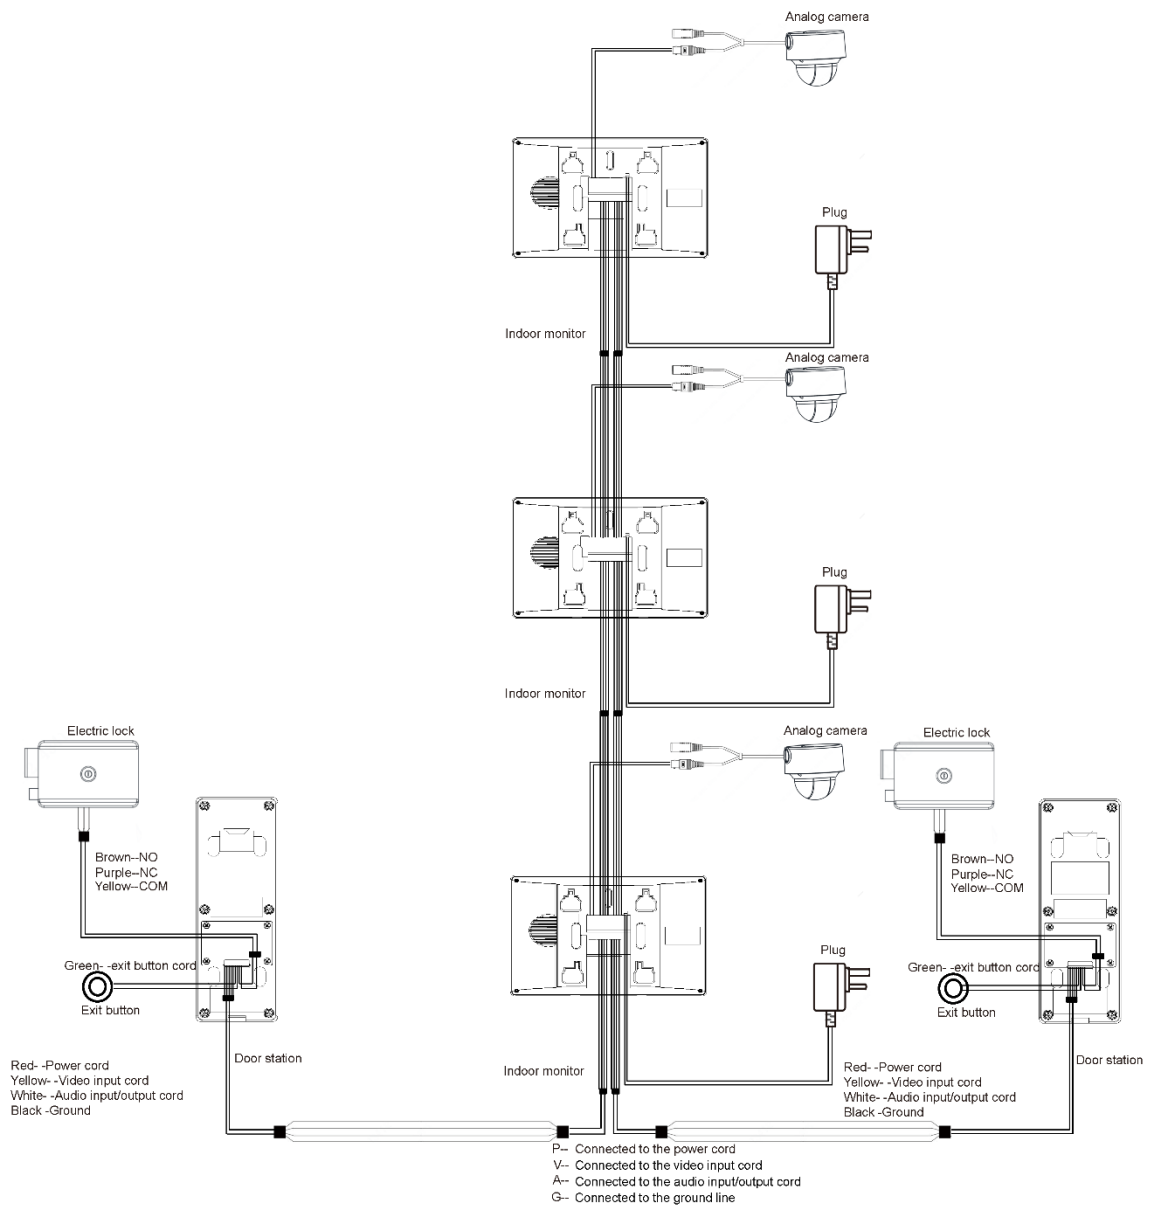 Analog camera
Plug
Indoor monitor
Analog camera
Plug
Indoor monitor
Electric lock
Analog camera
Electric lock
Brown--NO
Purple--NC
Yellow--COM
Brown--NO
Purple--NC
Yellow--COM
Plug
Green- -exit button cord
Exit button
Green- -exit button cord
Exit button
Door station
Indoor monitor
Door station
Red- -Power cord
Yellow- -Video input cord
White- -Audio input/output cord
Black -Ground
Red- -Power cord
Yellow- -Video input cord
White- -Audio input/output cord
Black -Ground
P-- Connected to the power cord
V-- Connected to the video input cord
A-- Connected to the audio input/output cord
G-- Connected to the ground line